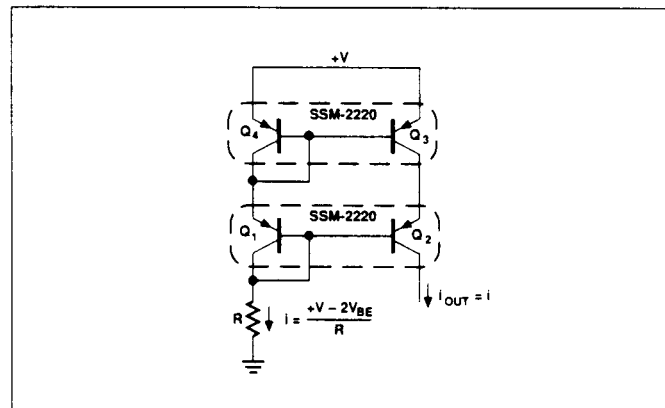 +V
SSM-2220
Q4
Q3
SSM-2220
Q1
Q2
iOUT = i
R
i = +V – 2VBE
R